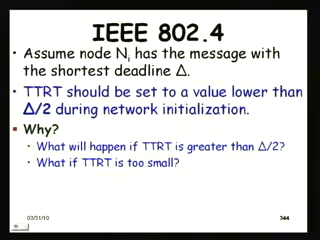 IEEE 802.4
• Assume node Ni has the message with
the shortest deadline Δ.
• TTRT should be set to a value lower than
Δ/2 during network initialization.
▪ Why?
• What will happen if TTRT is greater than Δ/2?
• What if TTRT is too small?
03/31/10
344